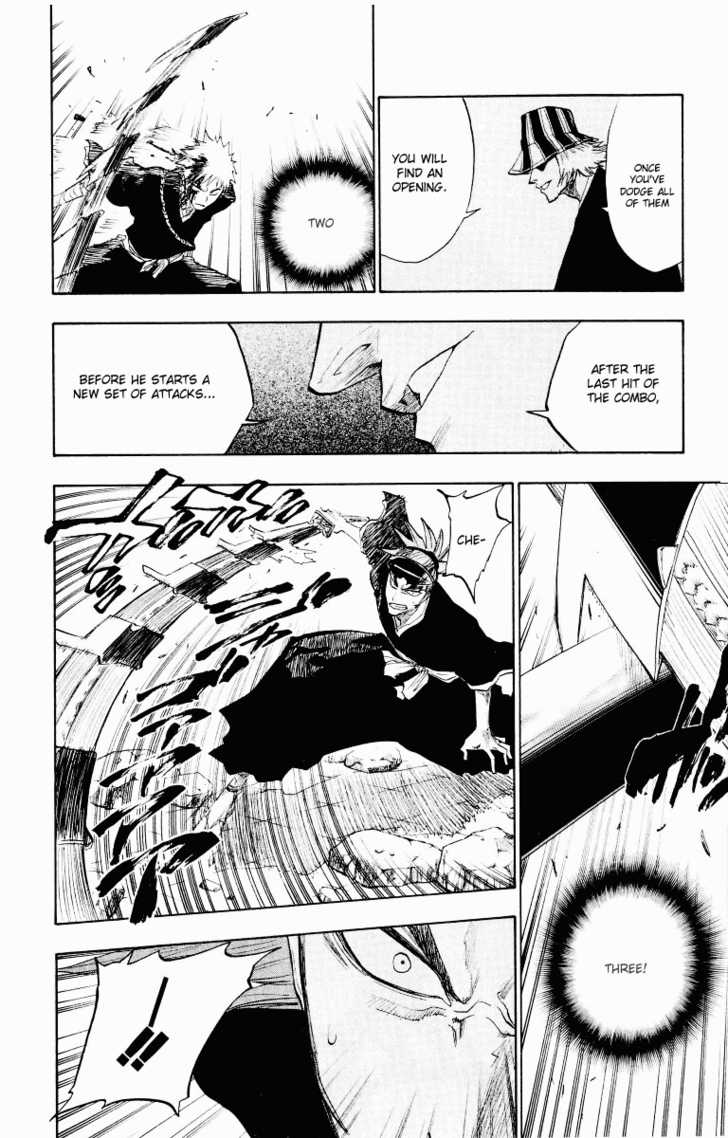 ONCE
YOU'VE
DODGE ALL
OF THEM
YOU WILL
FIND AN
OPENING.
TWO
AFTER THE
LAST HIT OF
THE COMBO,
BEFORE HE STARTS A
NEW SET OF ATTACKS...
THREE!
CHE-
!!